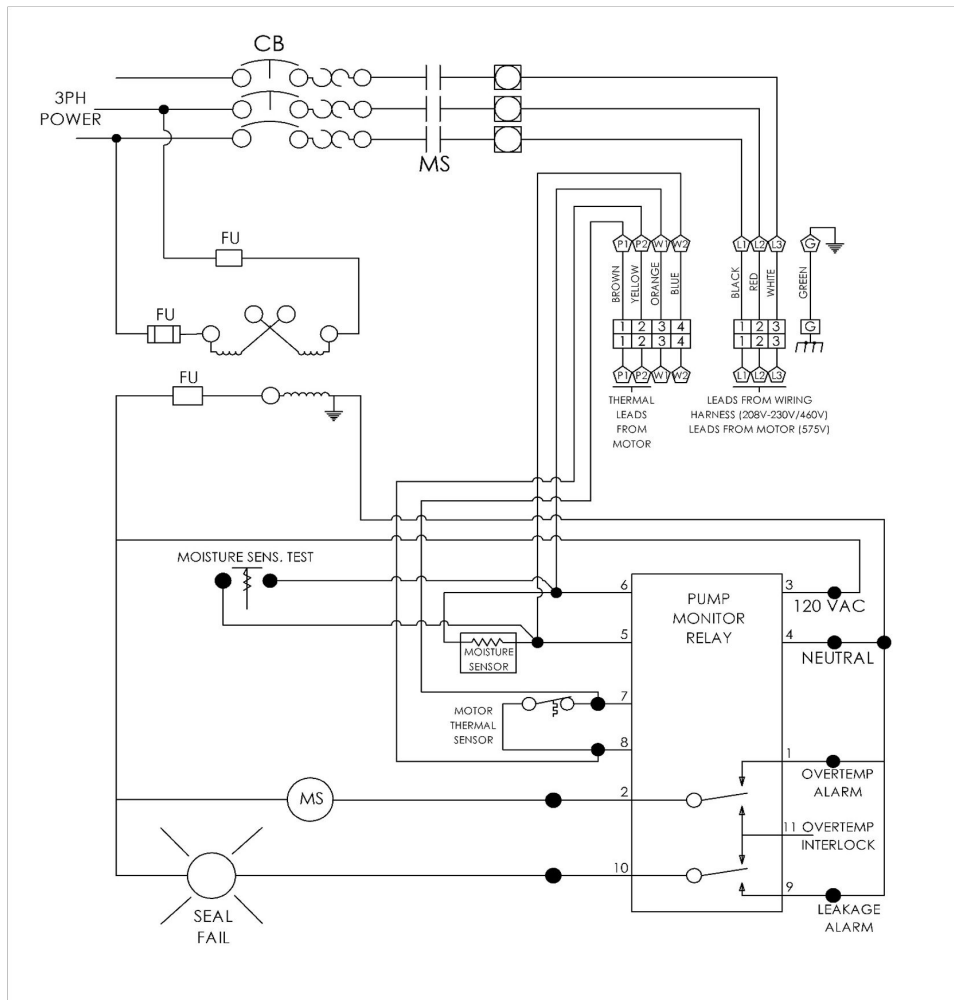 CB
3PH
POWER
MS
FU
FU
FU
P1 P2 W1 W2
L1 L2 L3
G
BROWN
YELLOW
ORANGE
BLUE
BLACK
RED
WHITE
GREEN
1 2 3 4
1 2 3 4
1 2 3
1 2 3
G
P1 P2 W1 W2
L1 L2 L3
THERMAL
LEADS
FROM
MOTOR
LEADS FROM WIRING
HARNESS (208V-230V/460V)
LEADS FROM MOTOR (575V)
MOISTURE SENS. TEST
PUMP
MONITOR
RELAY
6
5
7
8
2
10
3
120 VAC
4
NEUTRAL
MOISTURE
SENSOR
MOTOR
THERMAL
SENSOR
1
OVERTEMP
ALARM
11 OVERTEMP
INTERLOCK
9
LEAKAGE
ALARM
MS
SEAL
FAIL